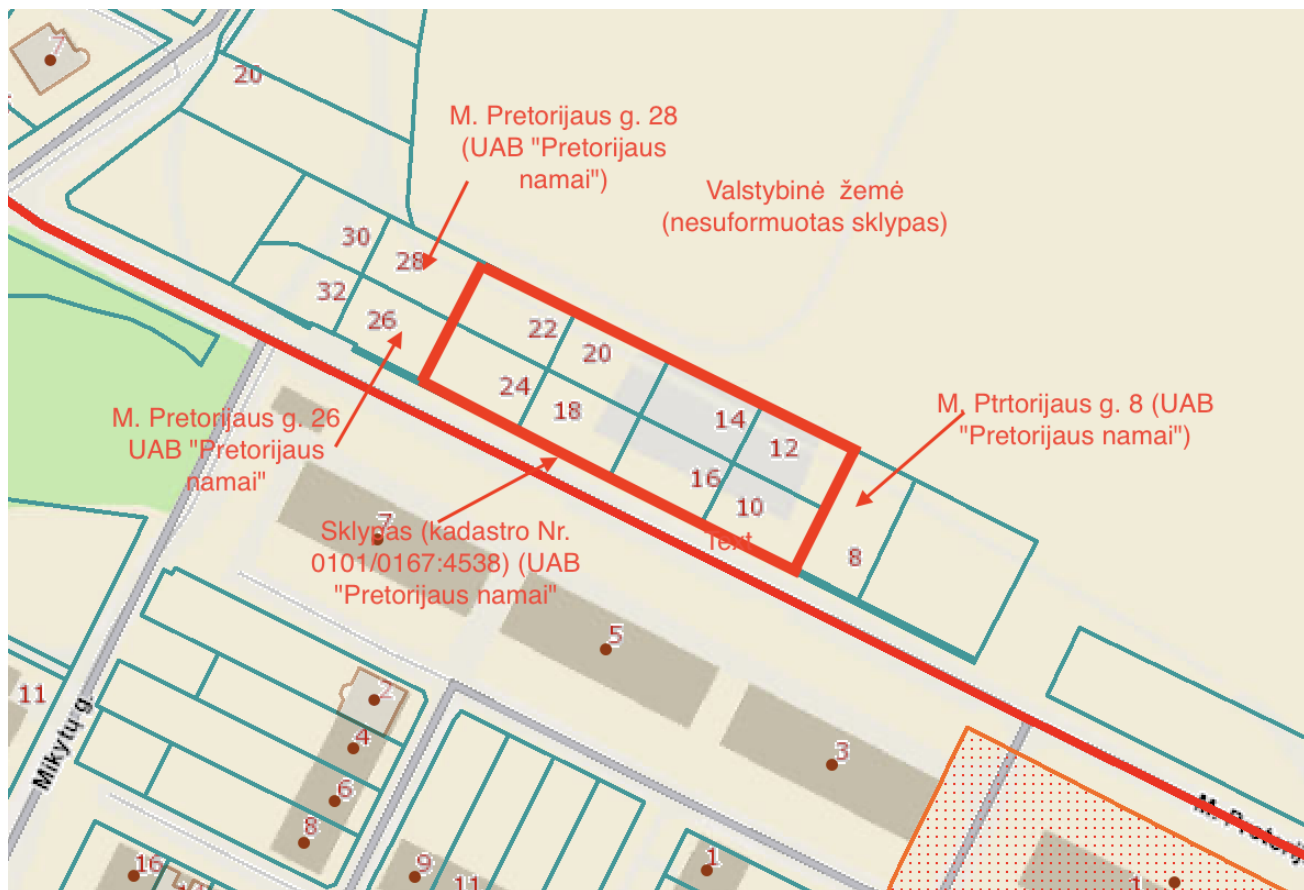 7
20
M. Pretorijaus g. 28
(UAB "Pretorijaus
namai")
Valstybinė žemė
(nesuformuotas sklypas)
30
28
32
26
22
20
24
18
14
12
16
10
8
M. Pretorijaus g. 26
UAB "Pretorijaus
namai"
M. Ptrtorijaus g. 8 (UAB
"Pretorijaus namai")
7
Sklypas (kadastro Nr.
0101/0167:4538) (UAB
"Pretorijaus namai"
Text
5
3
11
Mikytų g.
2
4
6
8
16
9
11
1
1